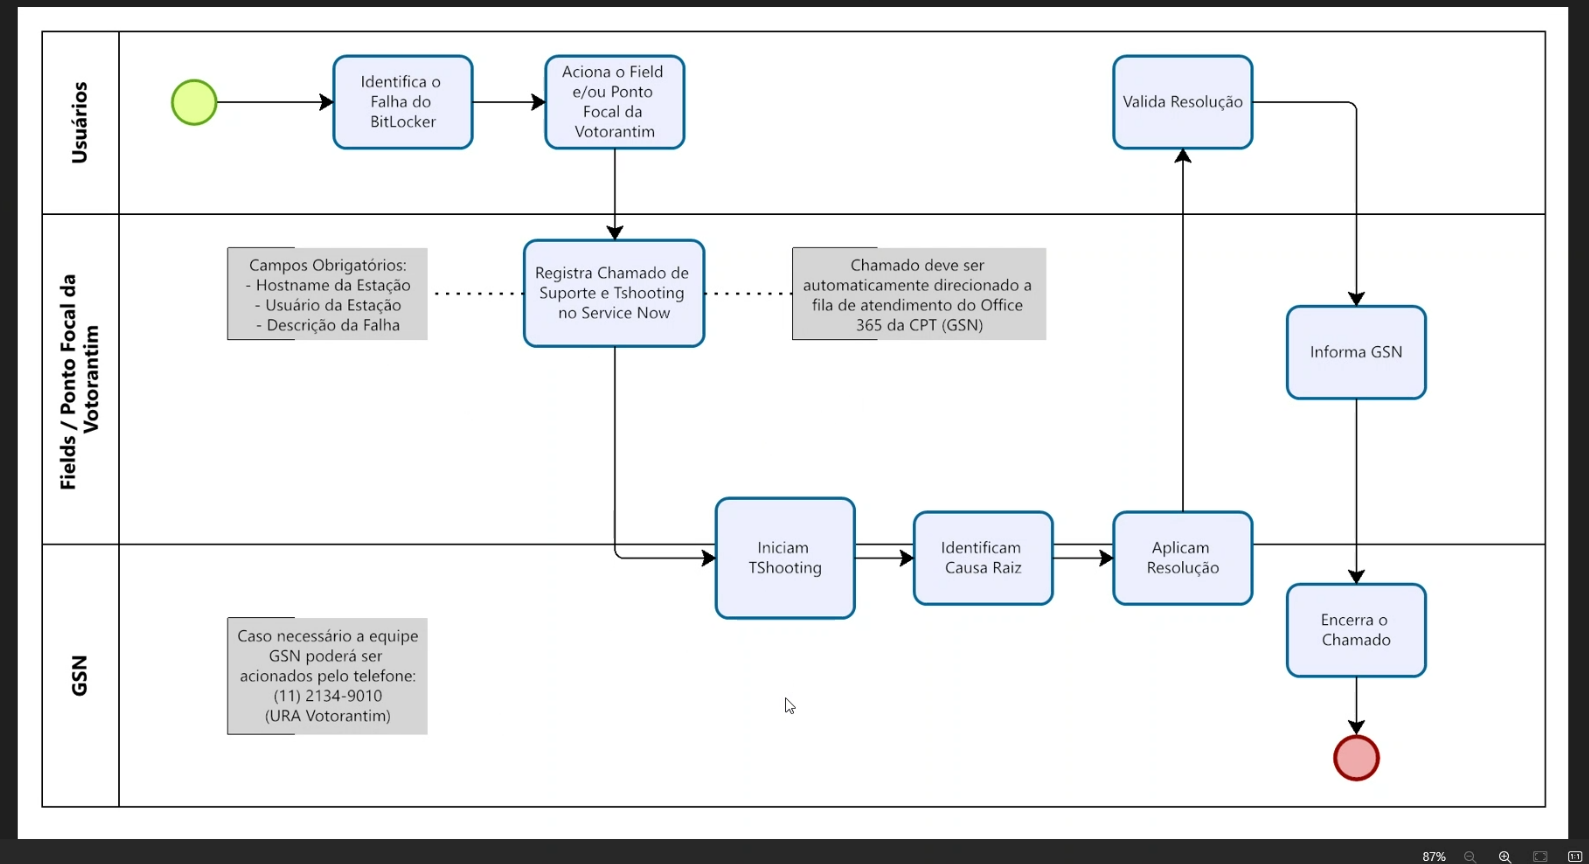 Usuários
Identifica o
Falha do
BitLocker
Aciona o Field
e/ou Ponto
Focal da
Votorantim
Valida Resolução
Fields / Ponto Focal da
Votorantim
Campos Obrigatórios:
- Hostname da Estação
- Usuário da Estação
- Descrição da Falha
Registra Chamado de
Suporte e Tshooting
no Service Now
Chamado deve ser
automaticamente direcionado a
fila de atendimento do Office
365 da CPT (GSN)
Informa GSN
Iniciam
TShooting
Identificam
Causa Raiz
Aplicam
Resolução
GSN
Caso necessário a equipe
GSN poderá ser
acionados pelo telefone:
(11) 2134-9010
(URA Votorantim)
Encerra o
Chamado
87%
1:1